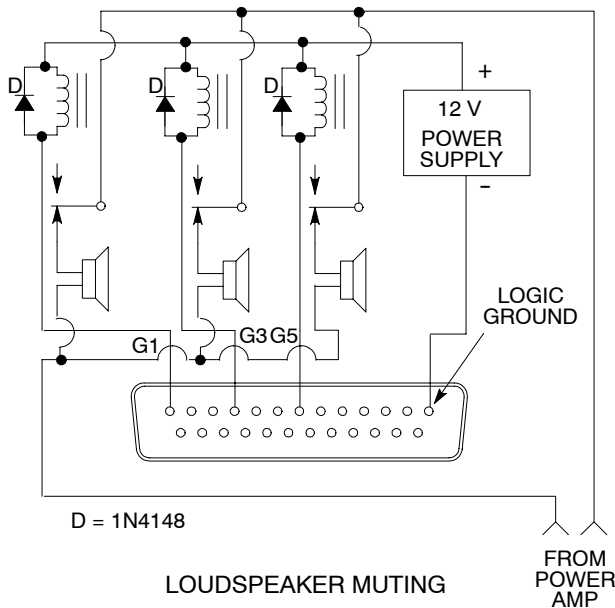 D
D
D
+
12 V
POWER
SUPPLY
−
LOGIC
GROUND
G1
G3
G5
D = 1N4148
FROM
POWER
AMP
LOUDSPEAKER MUTING